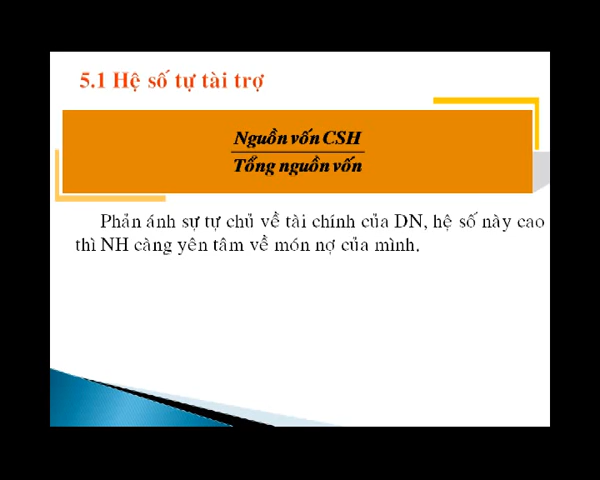 5.1 Hệ số tự tài trợ
Nguồn vốn CSH
Tổng nguồn vốn
Phản ánh sự tự chủ về tài chính của DN, hệ số này cao
thì NH càng yên tâm về món nợ của mình.